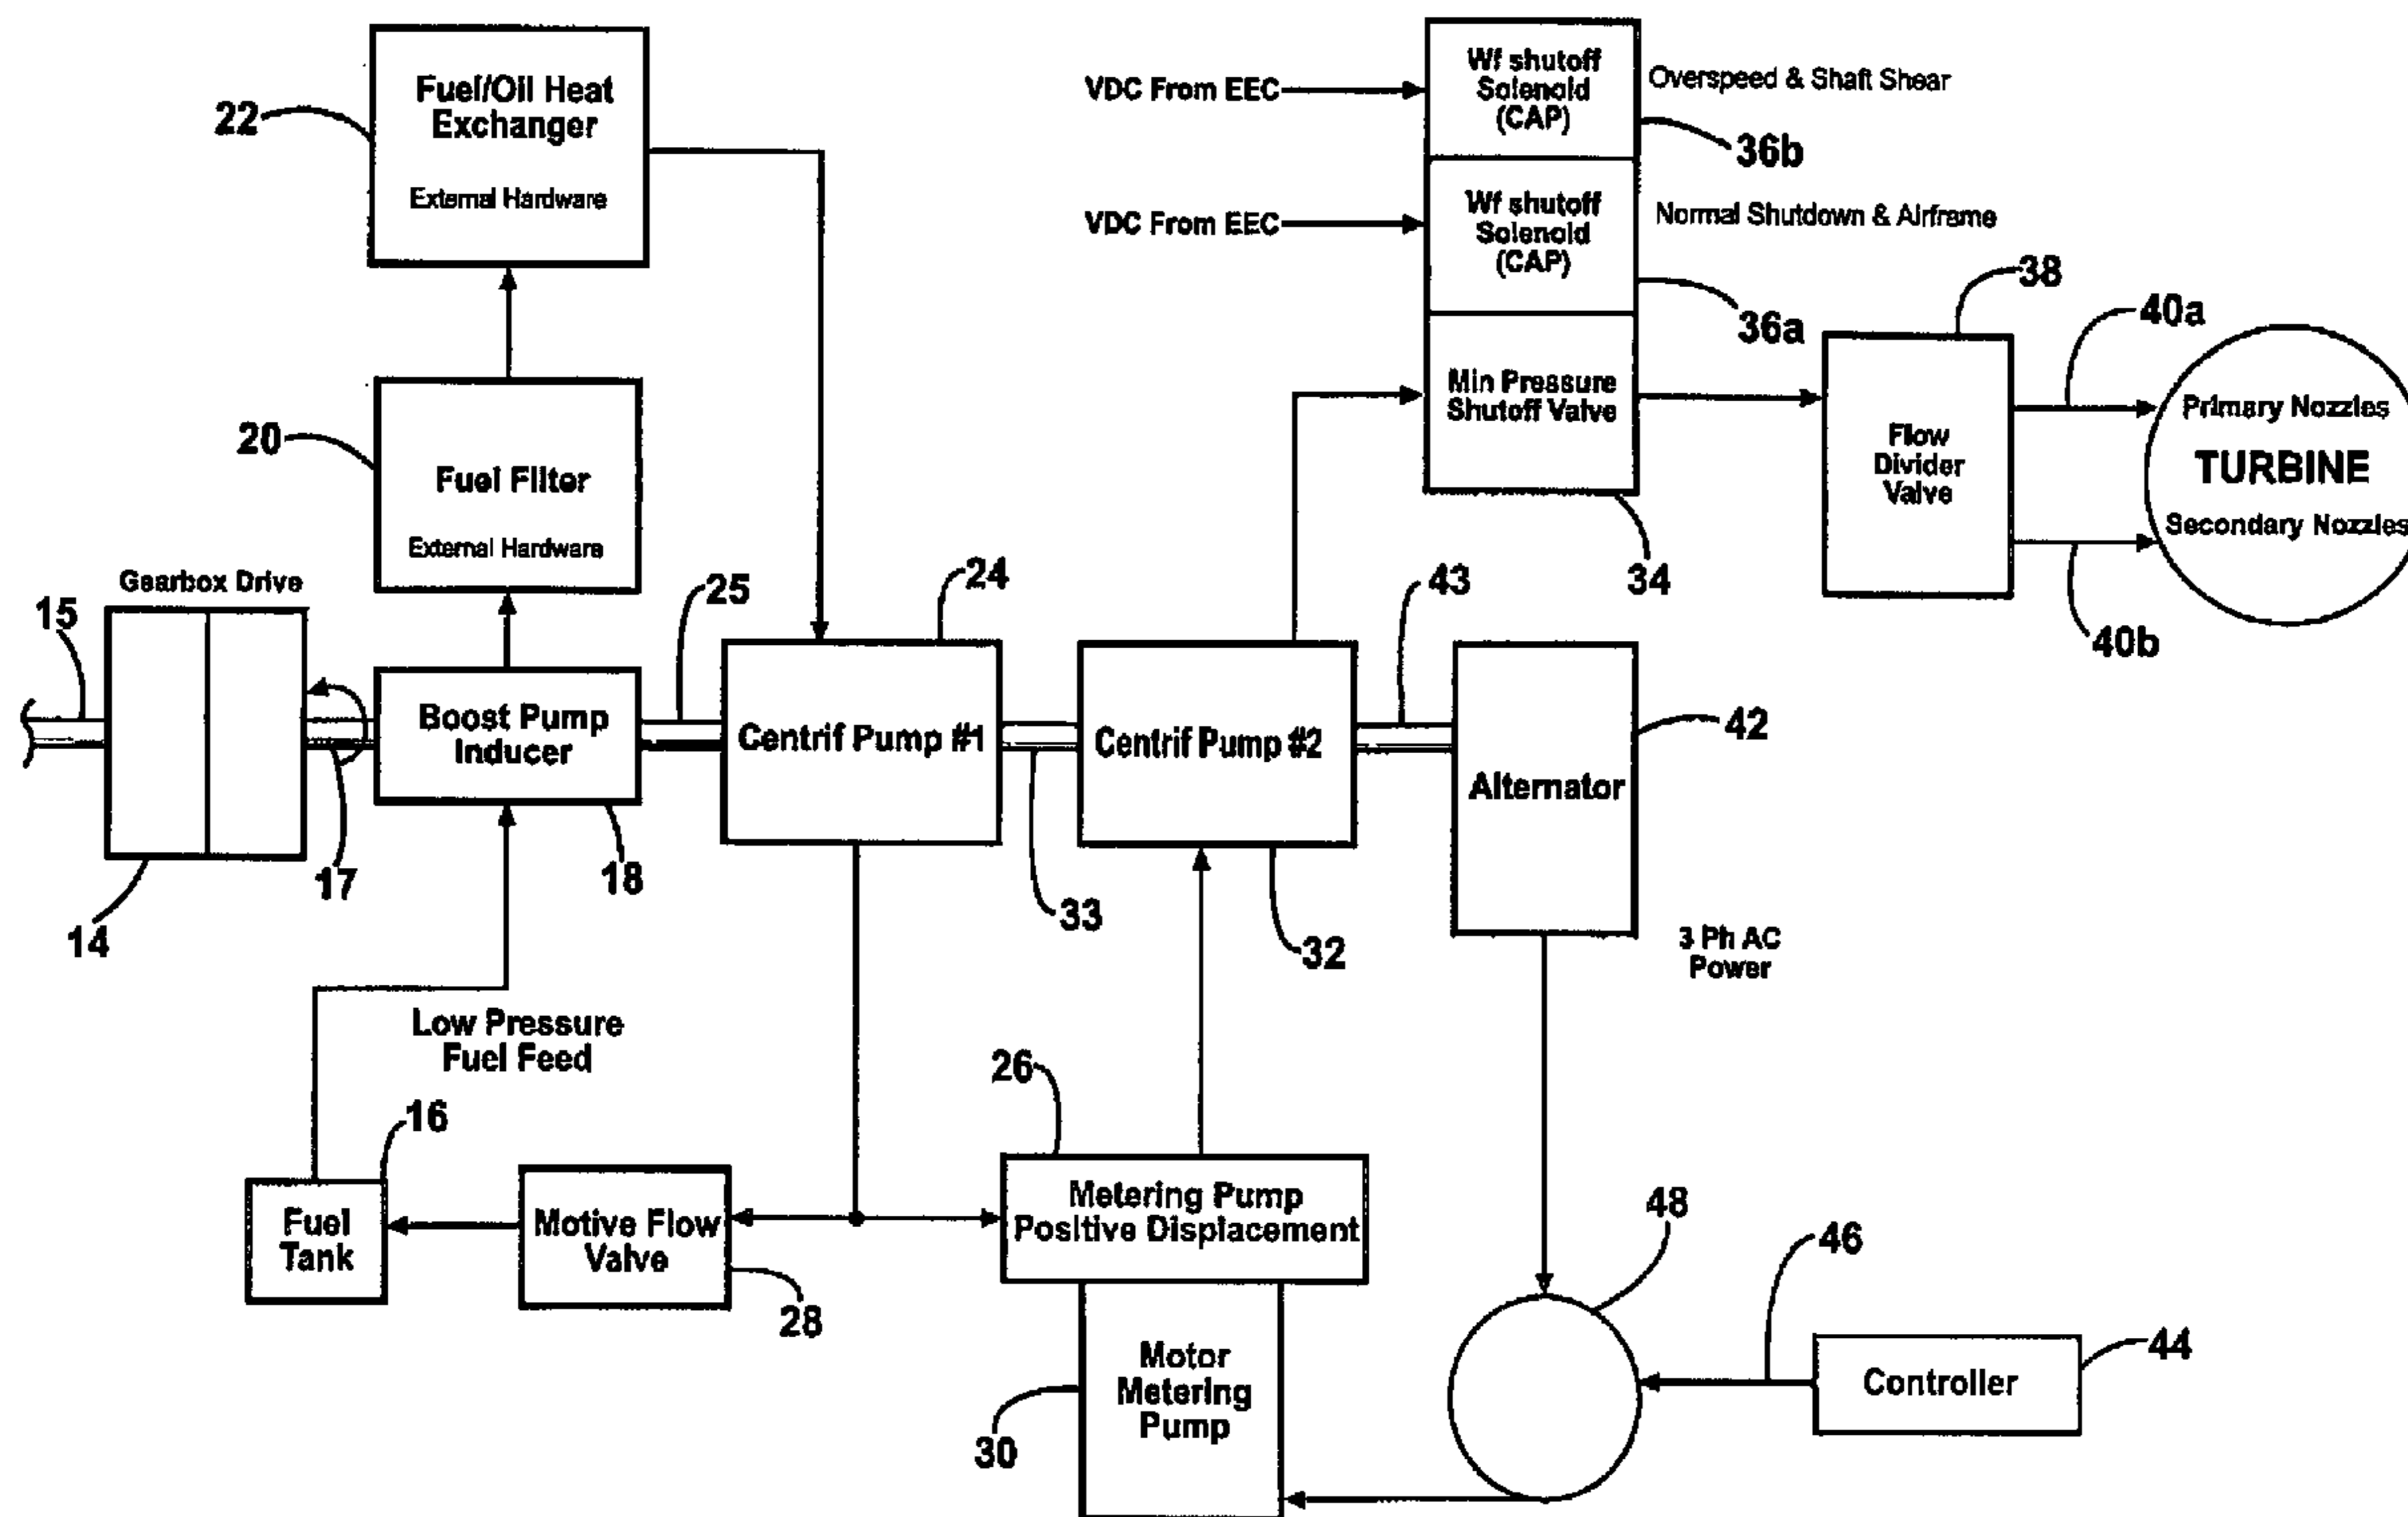 Fuel/Oil Heat
Exchanger
External Hardware
22
VDC From EEC
Wf shutoff
Solenoid
(CAP)
Overspeed & Shaft Shear
36b
VDC From EEC
Wf shutoff
Solenoid
(CAP)
Normal Shutdown & Airframe
36a
Min Pressure
Shutoff Valve
34
38
Flow
Divider
Valve
40a
40b
Primary Nozzles
TURBINE
Secondary Nozzles
20
Fuel Filter
External Hardware
Gearbox Drive
15
14
17
Boost Pump
Inducer
18
25
24
Centrif Pump #1
33
Centrif Pump #2
32
43
Alternator
42
3 Ph AC
Power
Low Pressure
Fuel Feed
16
Fuel
Tank
Motive Flow
Valve
28
26
Metering Pump
Positive Displacement
Motor
Metering
Pump
30
48
46
Controller
44